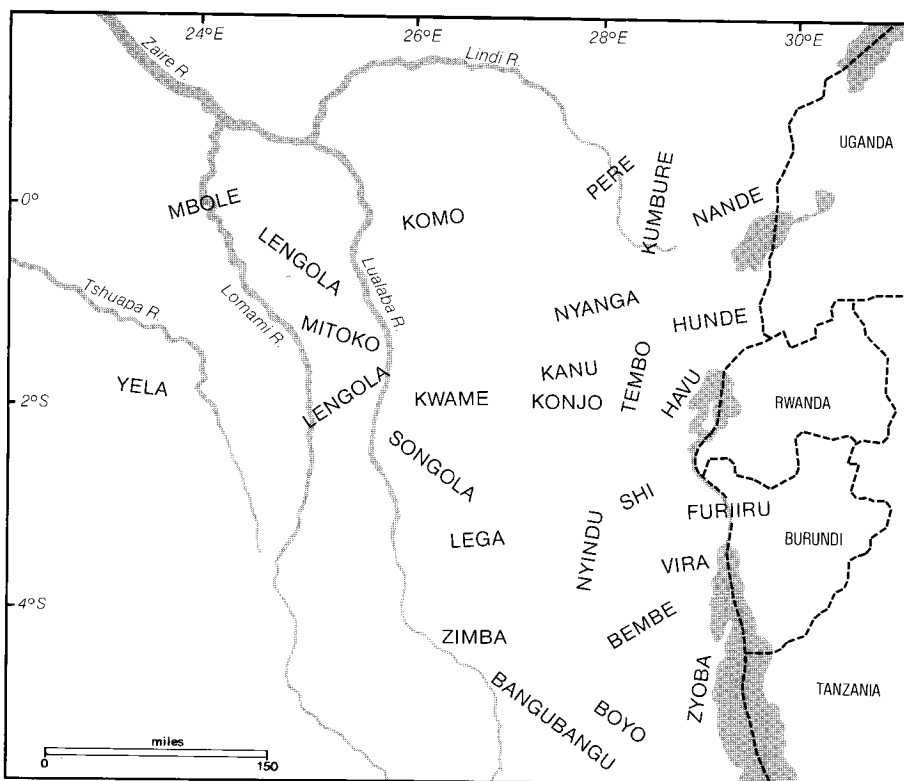 24°E
26°E
28°E
30°E
Zaire R.
Lindi R.
UGANDA
PERE
KUMBURE
NANDE
0°
MBOLE
KOMO
LENGOLA
Lualaba R.
Tshuapa R.
Lomami R.
NYANGA
HUNDE
MITOKO
KANU
TEMBO
HAVU
YELA
2°S
LENGOLA
KWAME
KONJO
RWANDA
SONGOLA
SHI
FURIIRU
LEGA
NYINDU
BURUNDI
VIRA
4°S
ZIMBA
BEMBE
BANGUBANGU
BOYO
ZYOBA
TANZANIA
miles
0
150